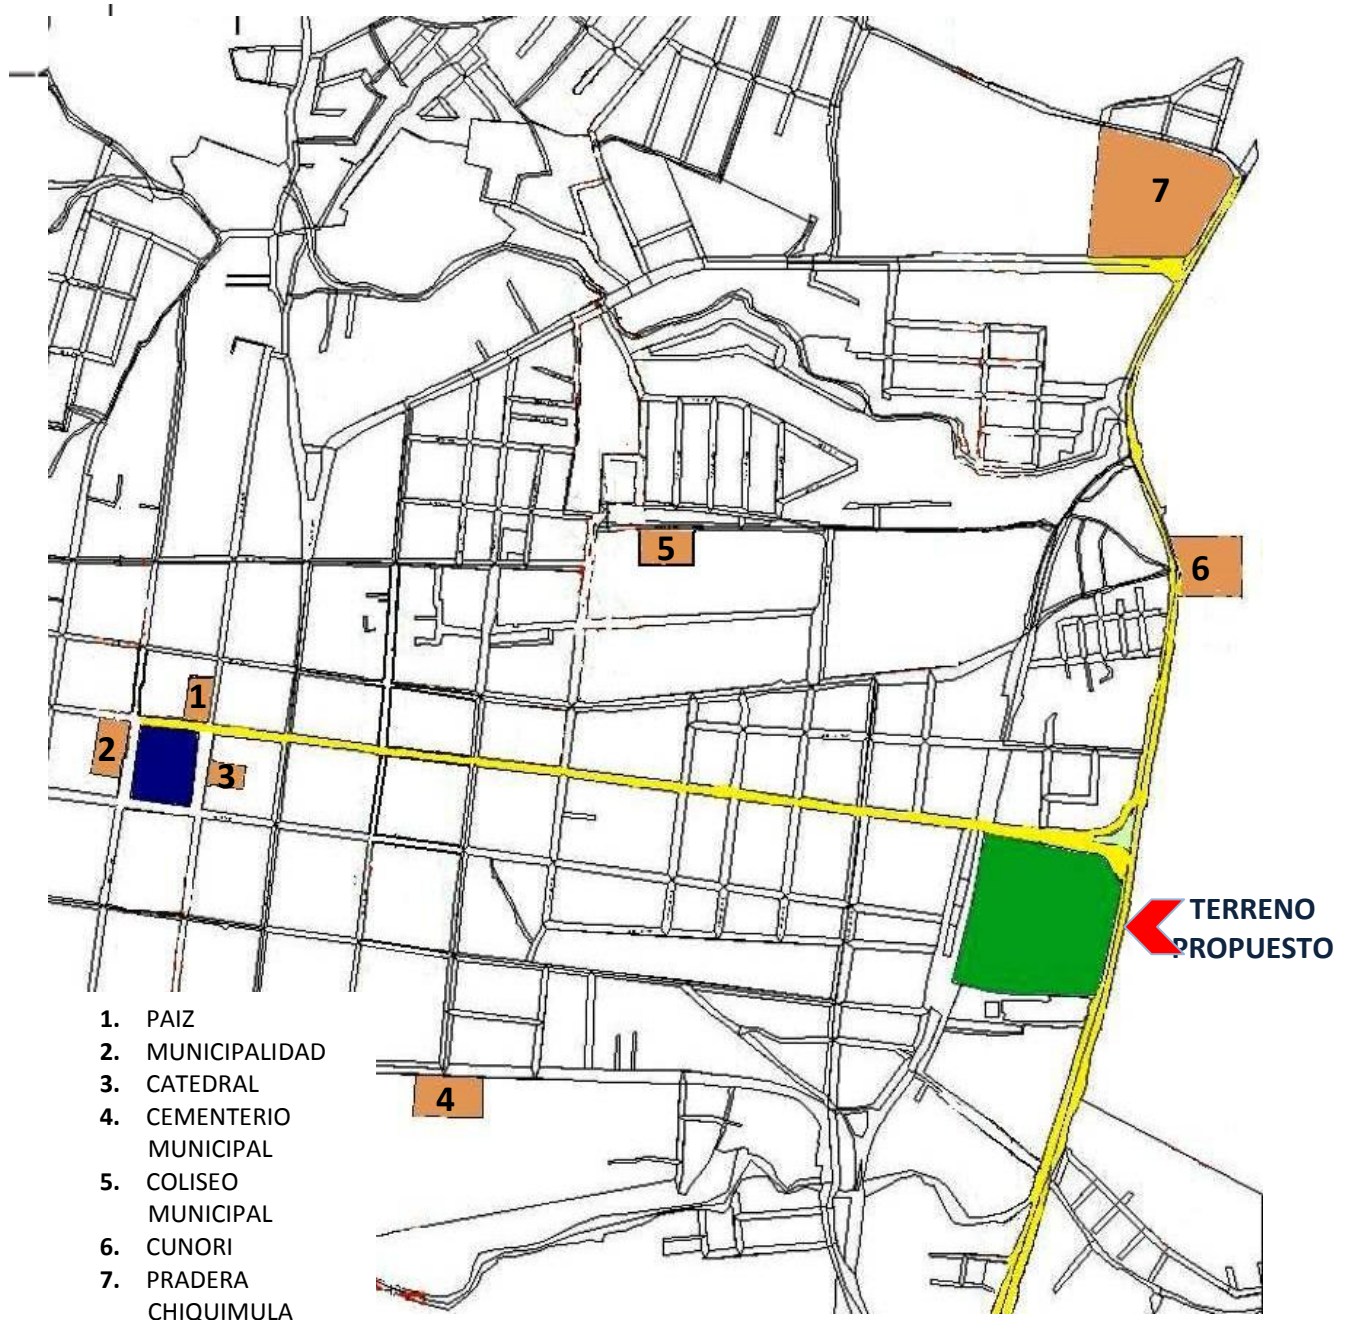 7
5
6
1
2
3
TERRENO
PROPUESTO
4
1. PAIZ
2. MUNICIPALIDAD
3. CATEDRAL
4. CEMENTERIO
MUNICIPAL
5. COLISEO
MUNICIPAL
6. CUNORI
7. PRADERA
CHIQUIMULA